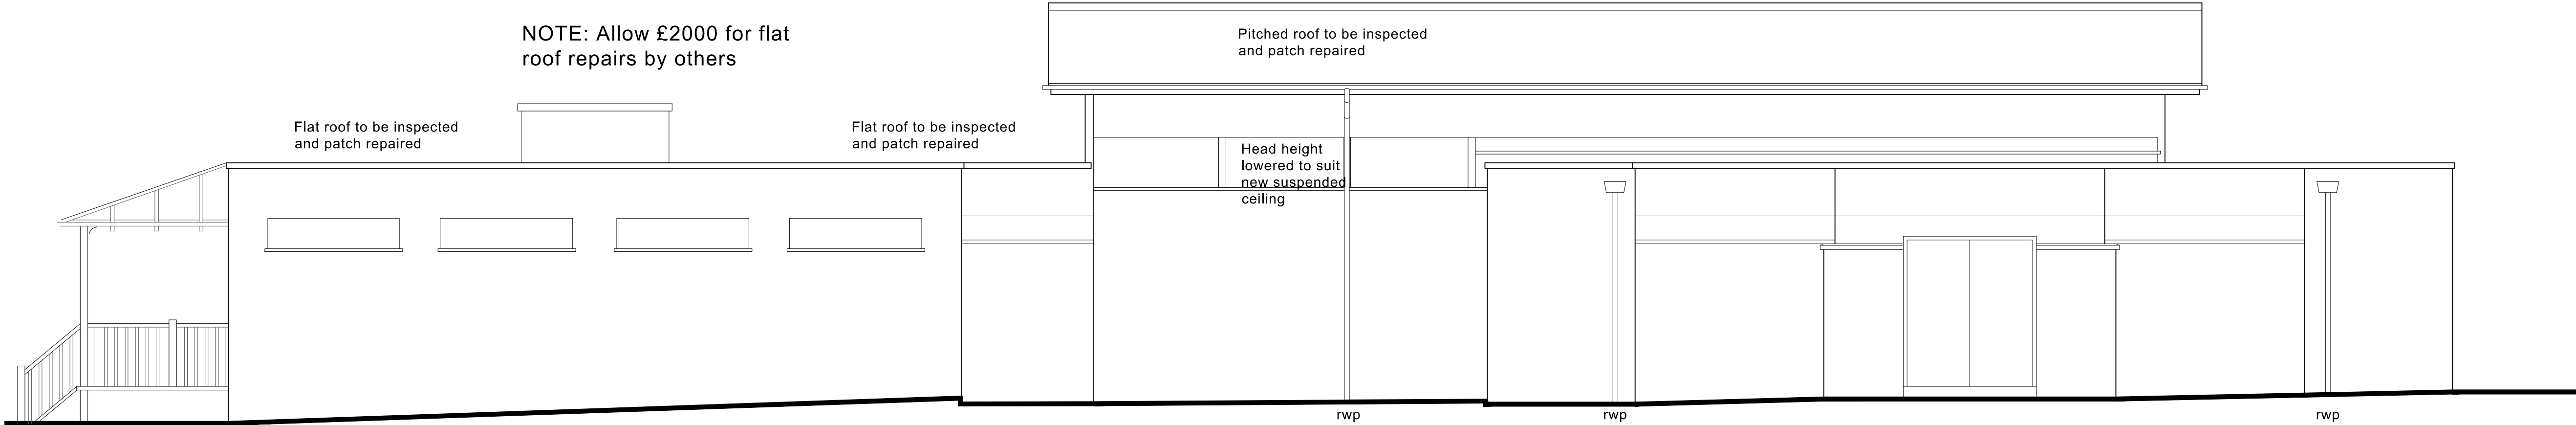 NOTE: Allow £2000 for flat
roof repairs by others
Pitched roof to be inspected
and patch repaired
Flat roof to be inspected
and patch repaired
Flat roof to be inspected
and patch repaired
Head height
lowered to suit
new suspended
ceiling
rwp
rwp
rwp